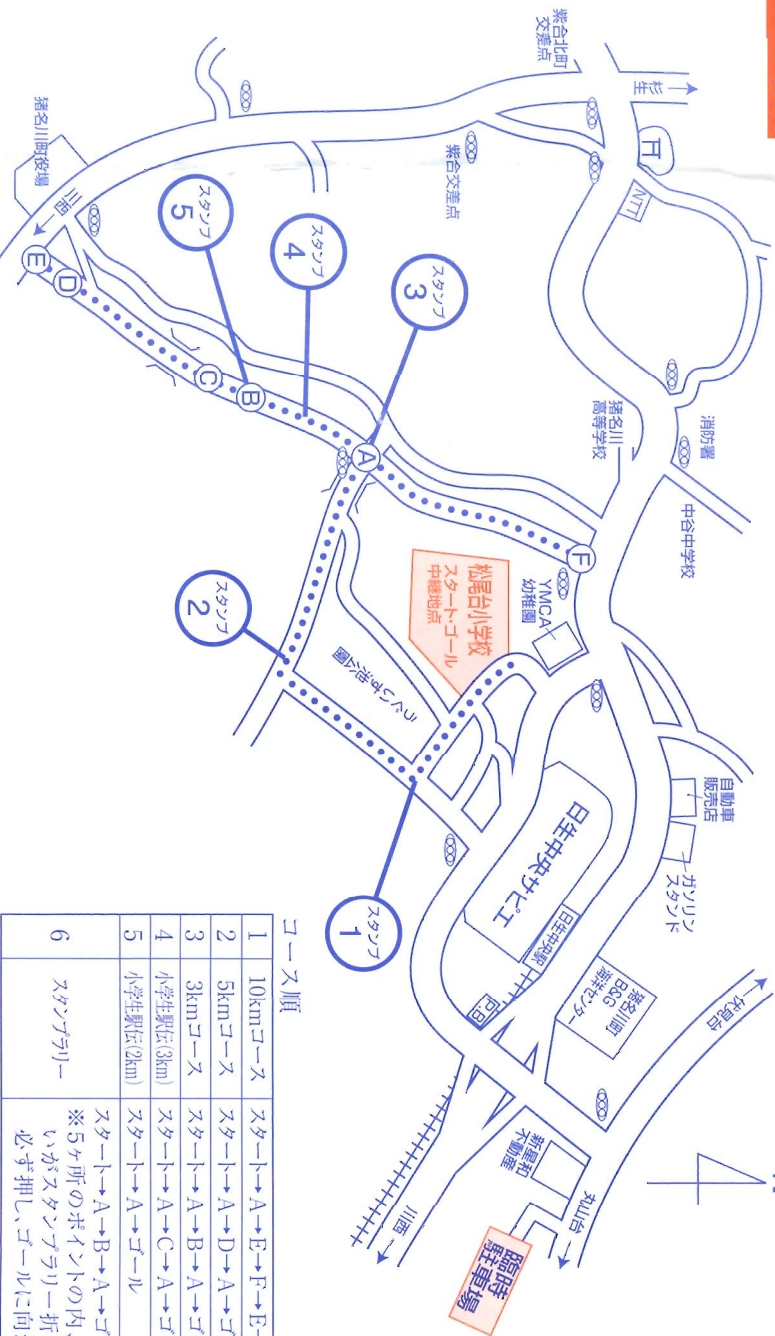 紫合北町
交差点
杉生
NTT
紫合交差点
猪名川町役場
川西
スタンプ
5
スタンプ
4
スタンプ
3
スタンプ
2
スタンプ
1
E
D
C
B
A
F
消防署
中谷中学校
猪名川
高等学校
YMCA
幼稚園
松尾台小学校
スタート・ゴール
中継地点
うぐいす池公園
自動車
販売店
ガソリン
スタンド
日生中央サピエ
日生中央駅
P.B
猪名川町
B&G
海洋センター
伏見台
新星和
不動産
丸山台
川西
臨時
駐車場
コース順
1 10kmコース スタート→A→E→F→E→
2 5kmコース スタート→A→D→A→ゴ
3 3kmコース スタート→A→B→A→ゴ
4 小学生駅伝(3km) スタート→A→C→A→ゴ
5 小学生駅伝(2km) スタート→A→ゴール
6 スタンプラリー スタート→A→B→A→ゴ
※5ヶ所のポイントの内、
いがスタンプラリー折
必ず押し、ゴールに向